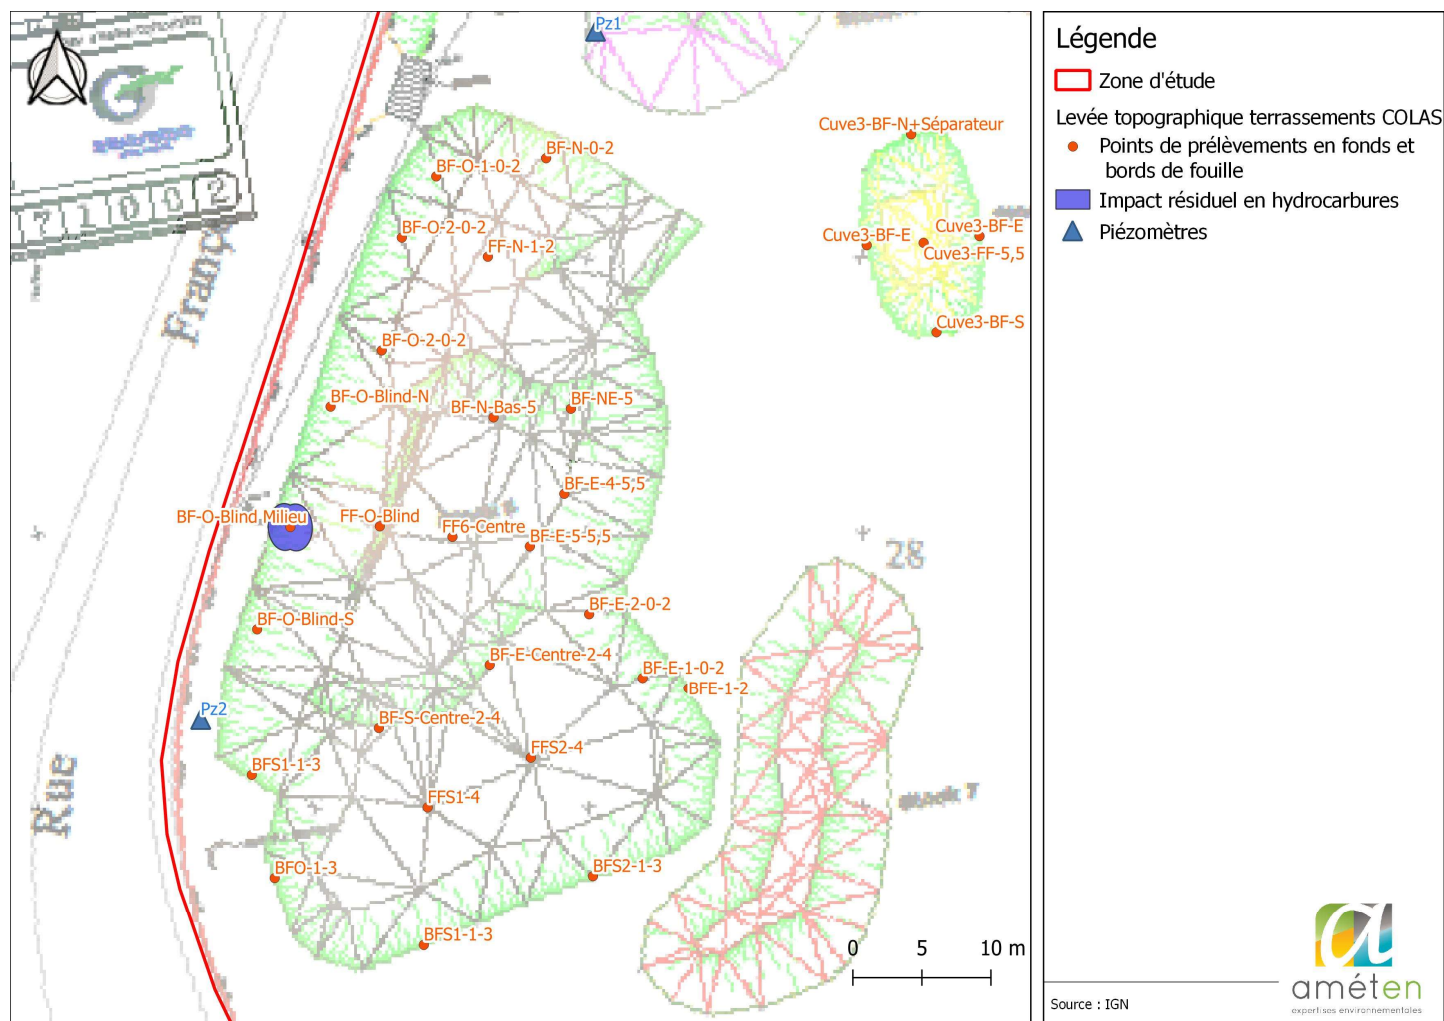 Pz1
Cuve3-BF-N+Séparateur
BF-N-0-2
BF-O-1-0-2
BF-O-2-0-2
FF-N-1-2
Cuve3-BF-E
Cuve3-BF-E
Cuve3-FF-5,5
Cuve3-BF-S
BF-O-2-0-2
BF-O-Blind-N
BF-N-Bas-5
BF-NE-5
BF-E-4-5,5
BF-O-Blind Milieu
FF-O-Blind
FF6-Centre
BF-E-5-5,5
28
BF-E-2-0-2
BF-O-Blind-S
BF-E-Centre-2-4
BF-E-1-0-2
BFE-1-2
Pz2
BF-S-Centre-2-4
FFS2-4
BFS1-1-3
FFS1-4
Rue
BFO-1-3
BFS2-1-3
BFS1-1-3
0 5 10 m
71002
Franç
Légende
Zone d'étude
Levée topographique terrassements COLAS
Points de prélèvements en fonds et
bords de fouille
Impact résiduel en hydrocarbures
Piézomètres
Source : IGN
améten
expertises environnementales